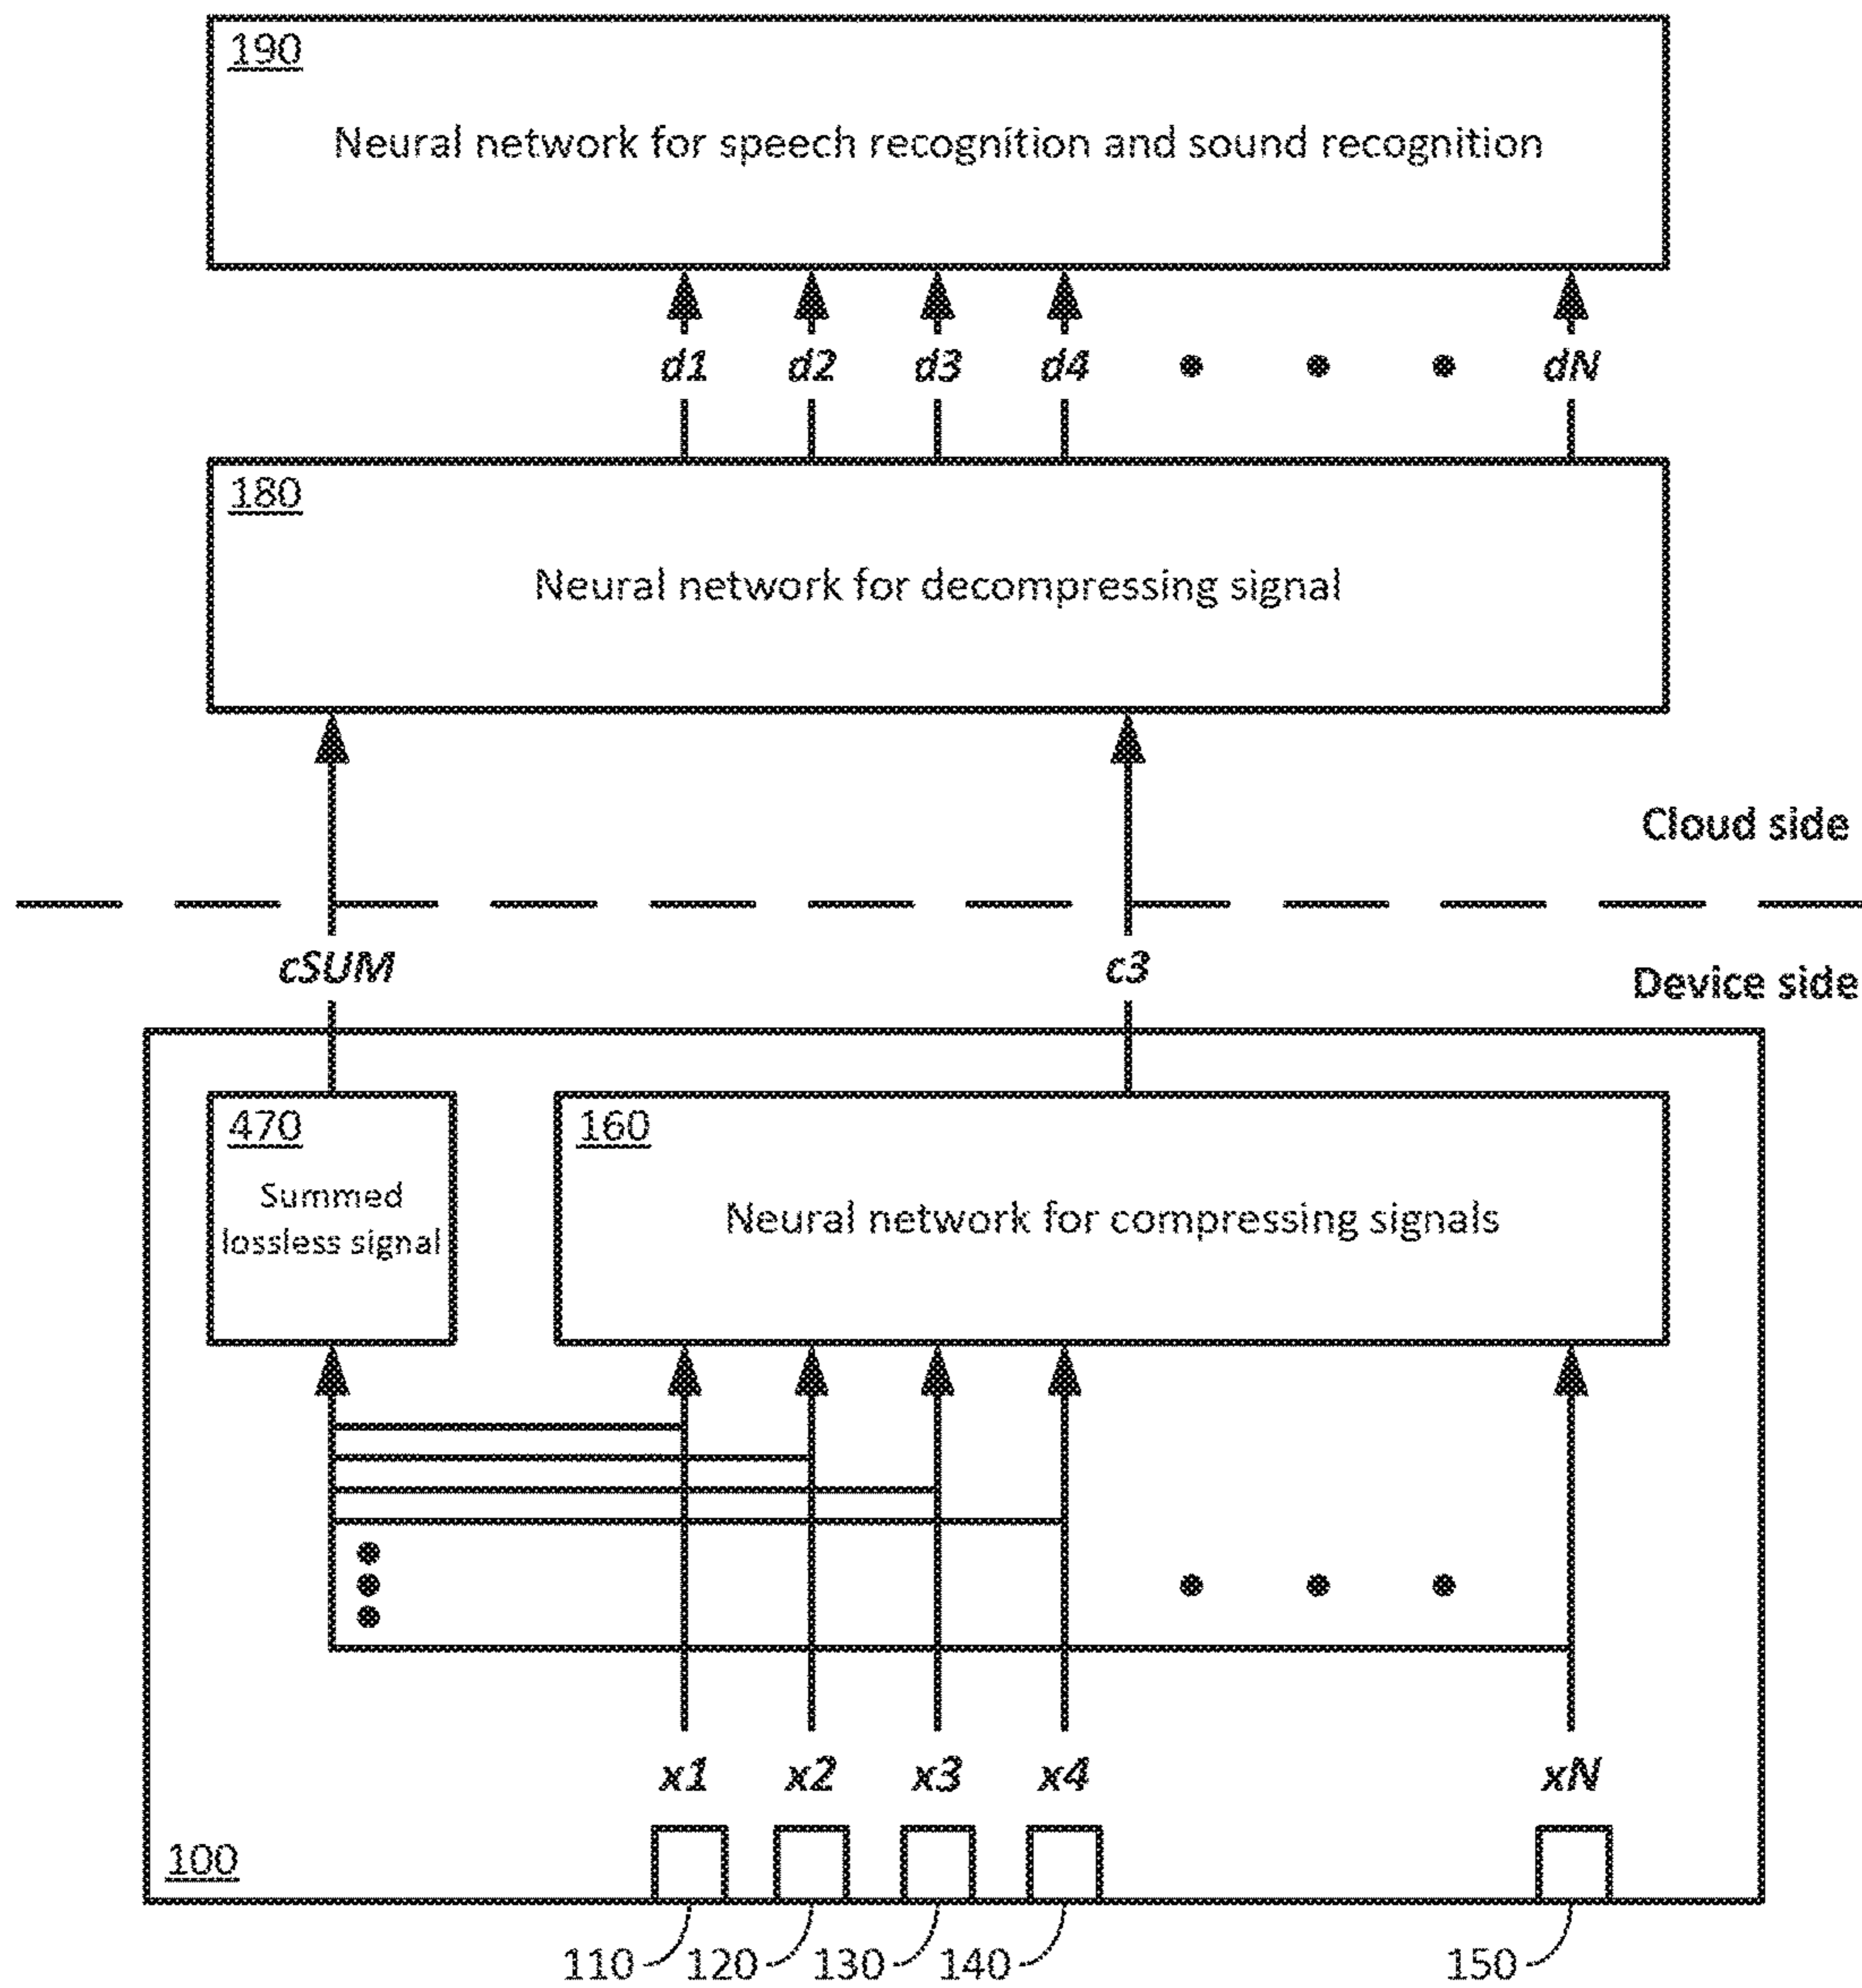 190
Neural network for speech recognition and sound recognition
d1 d2 d3 d4 dN
180
Neural network for decompressing signal
Cloud side
cSUM c3
Device side
470
Summed
lossless signal
160
Neural network for compressing signals
x1 x2 x3 x4 xN
100
110 120 130 140 150